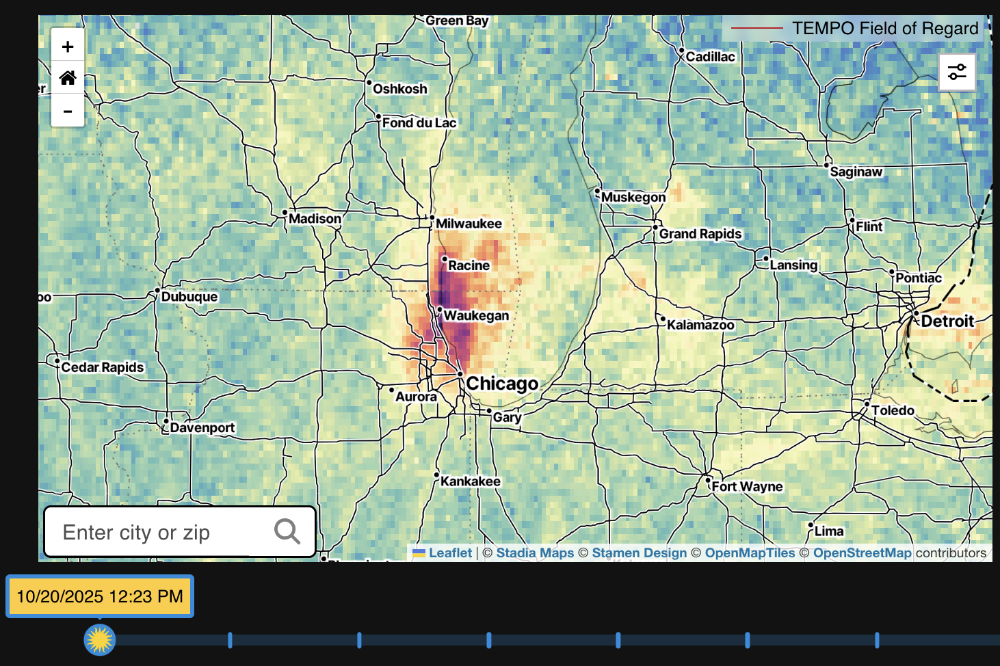 Green Bay
TEMPO Field of Regard
+
Cadillac
er
Oshkosh
-
Fond du Lac
Saginaw
Muskegon
Madison
Milwaukee
Flint
Grand Rapids
Racine
Lansing
Pontiac
oo
Dubuque
Waukegan
Detroit
Kalamazoo
Cedar Rapids
Chicago
Aurora
Gary
Toledo
Davenport
Kankakee
Fort Wayne
Enter city or zip
Lima
Leaflet | © Stadia Maps © Stamen Design © OpenMapTiles © OpenStreetMap contributors
10/20/2025 12:23 PM